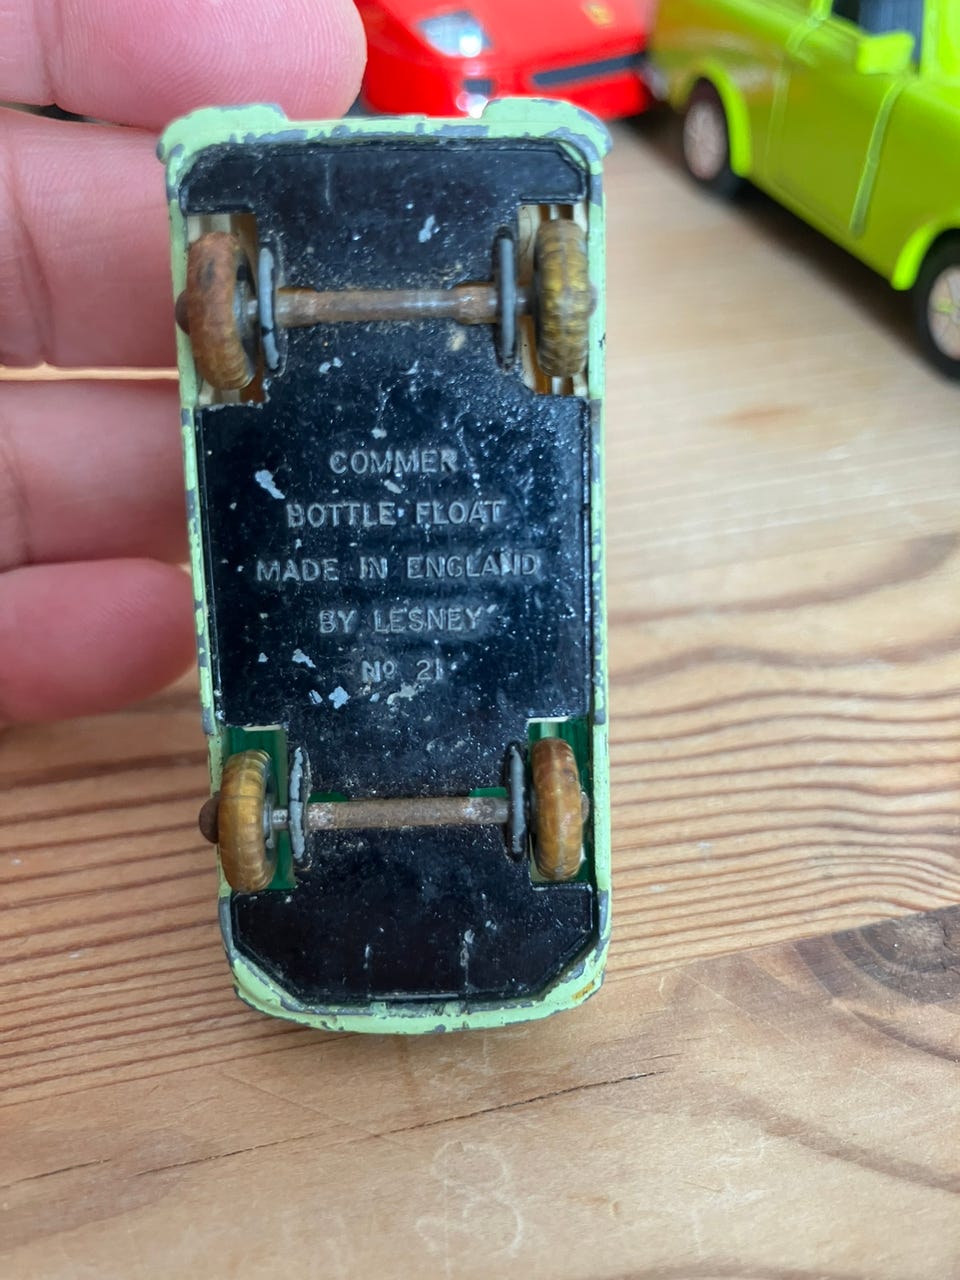 COMMER
BOTTLE FLOAT
MADE IN ENGLAND
BY LESNEY
Nº 21